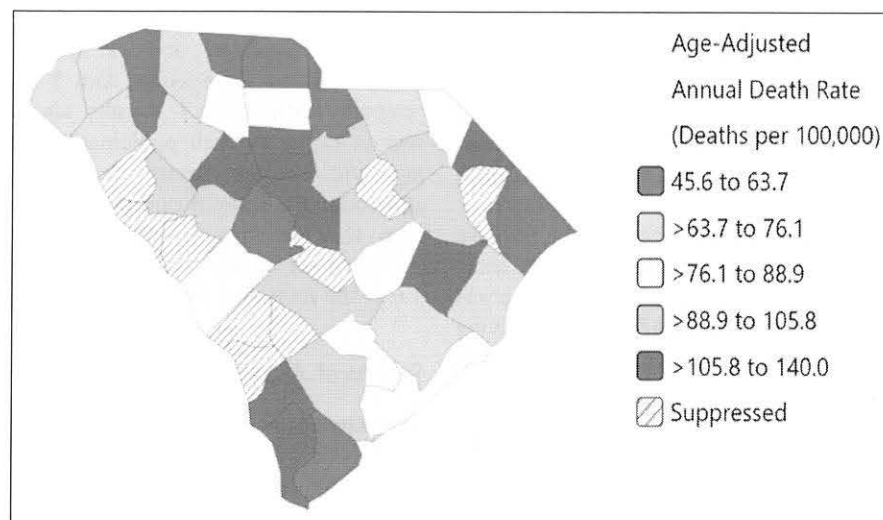 Age-Adjusted
Annual Death Rate
(Deaths per 100,000)
45.6 to 63.7
>63.7 to 76.1
>76.1 to 88.9
>88.9 to 105.8
>105.8 to 140.0
Suppressed